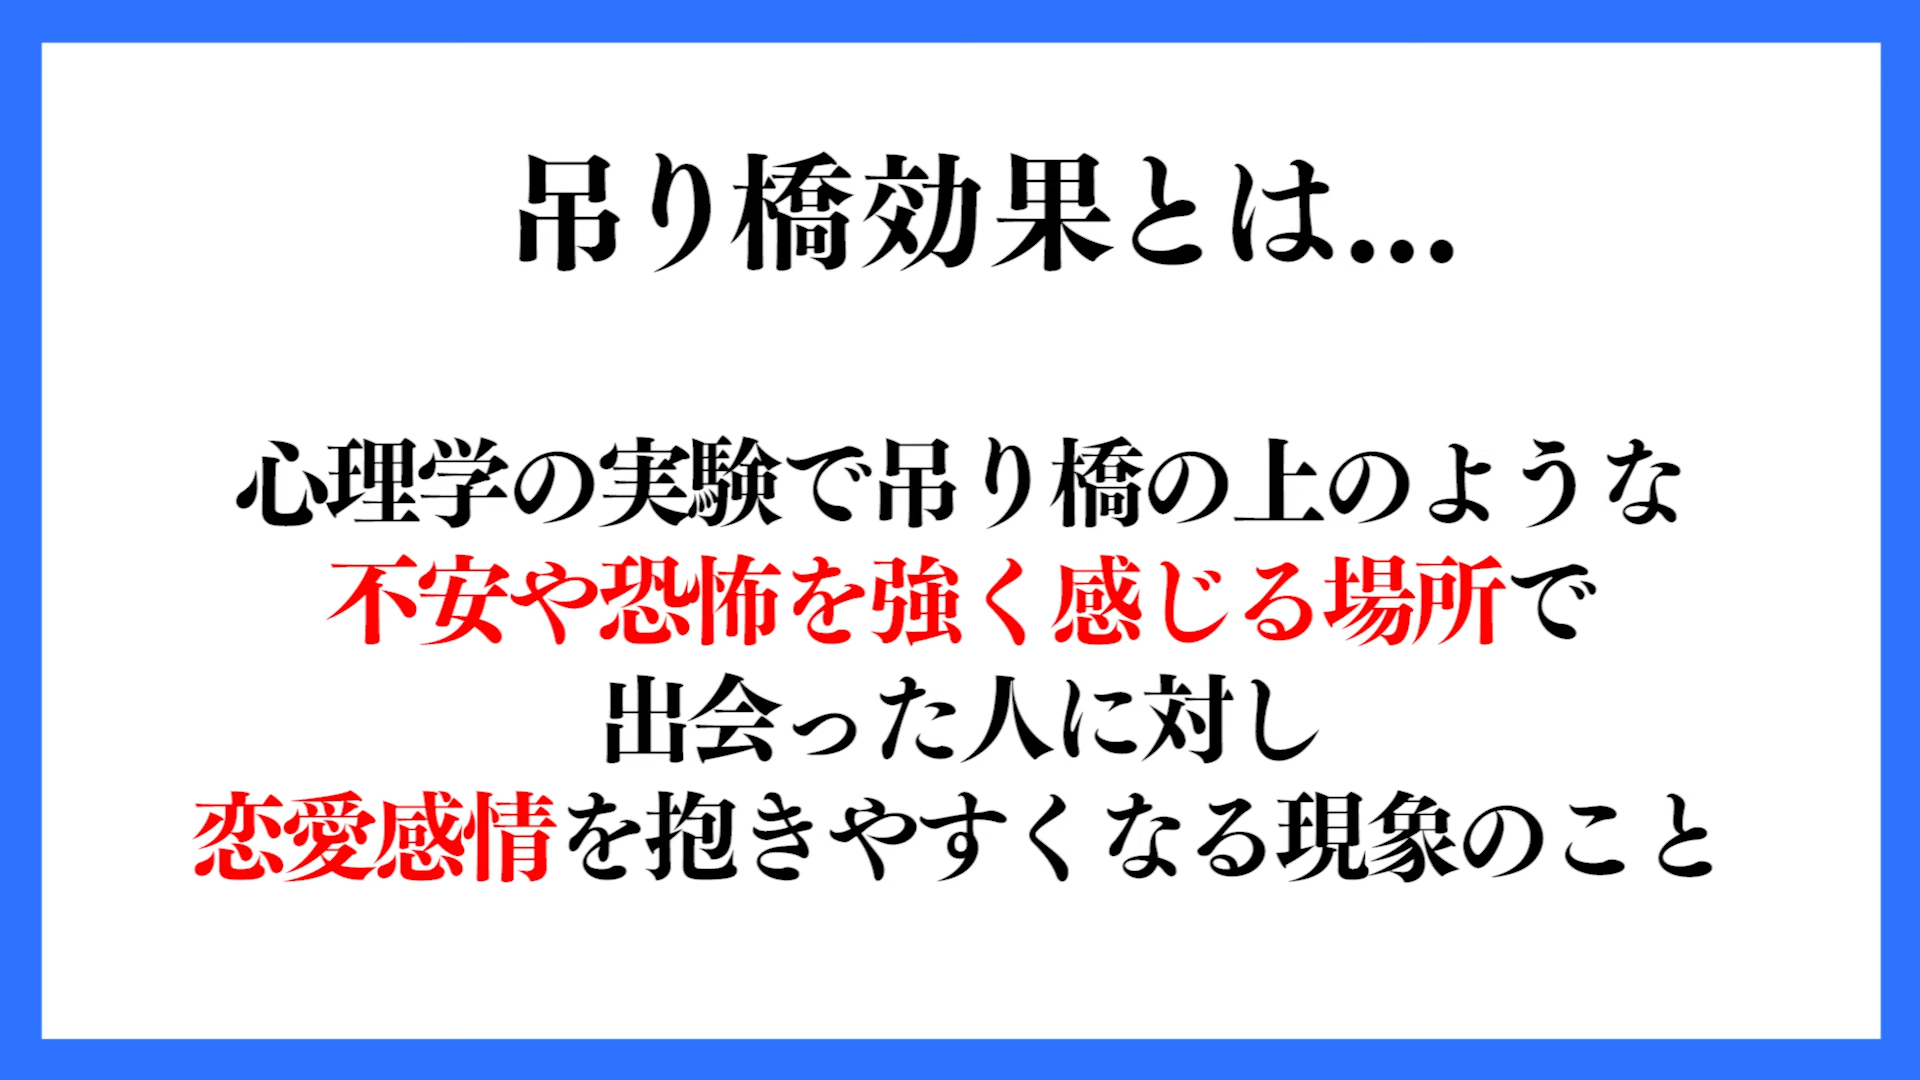 吊り橋効果とは...
心理学の実験で吊り橋の上のような
不安や恐怖を強く感じる場所で
出会った人に対し
恋愛感情を抱きやすくなる現象のこと